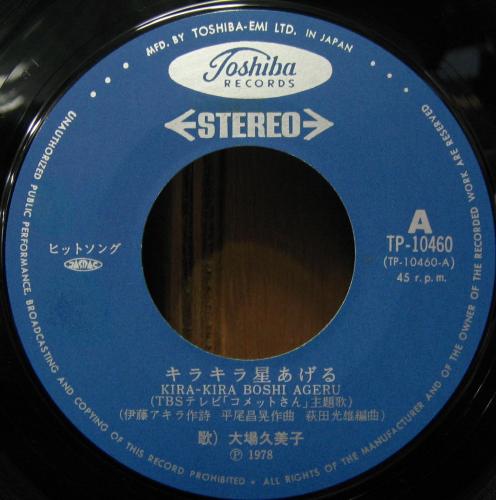 MFD. BY TOSHIBA-EMI LTD. IN JAPAN
Toshiba
RECORDS
STEREO
ヒットソング
JASRAC
A
TP-10460
(TP-10460-A)
45 r.p.m.
キラキラ星あげる
KIRA-KIRA BOSHI AGERU
(TBSテレビ「コメットさん」主題歌)
(伊藤アキラ作詩 平尾昌晃作曲 萩田光雄編曲)
歌) 大場久美子
Ⓟ 1978
UNAUTHORIZED PUBLIC PERFORMANCE, BROADCASTING AND COPYING OF THIS RECORD PROHIBITED • ALL RIGHTS OF THE MANUFACTURER AND OF THE OWNER OF THE RECORDED WORK ARE RESERVED